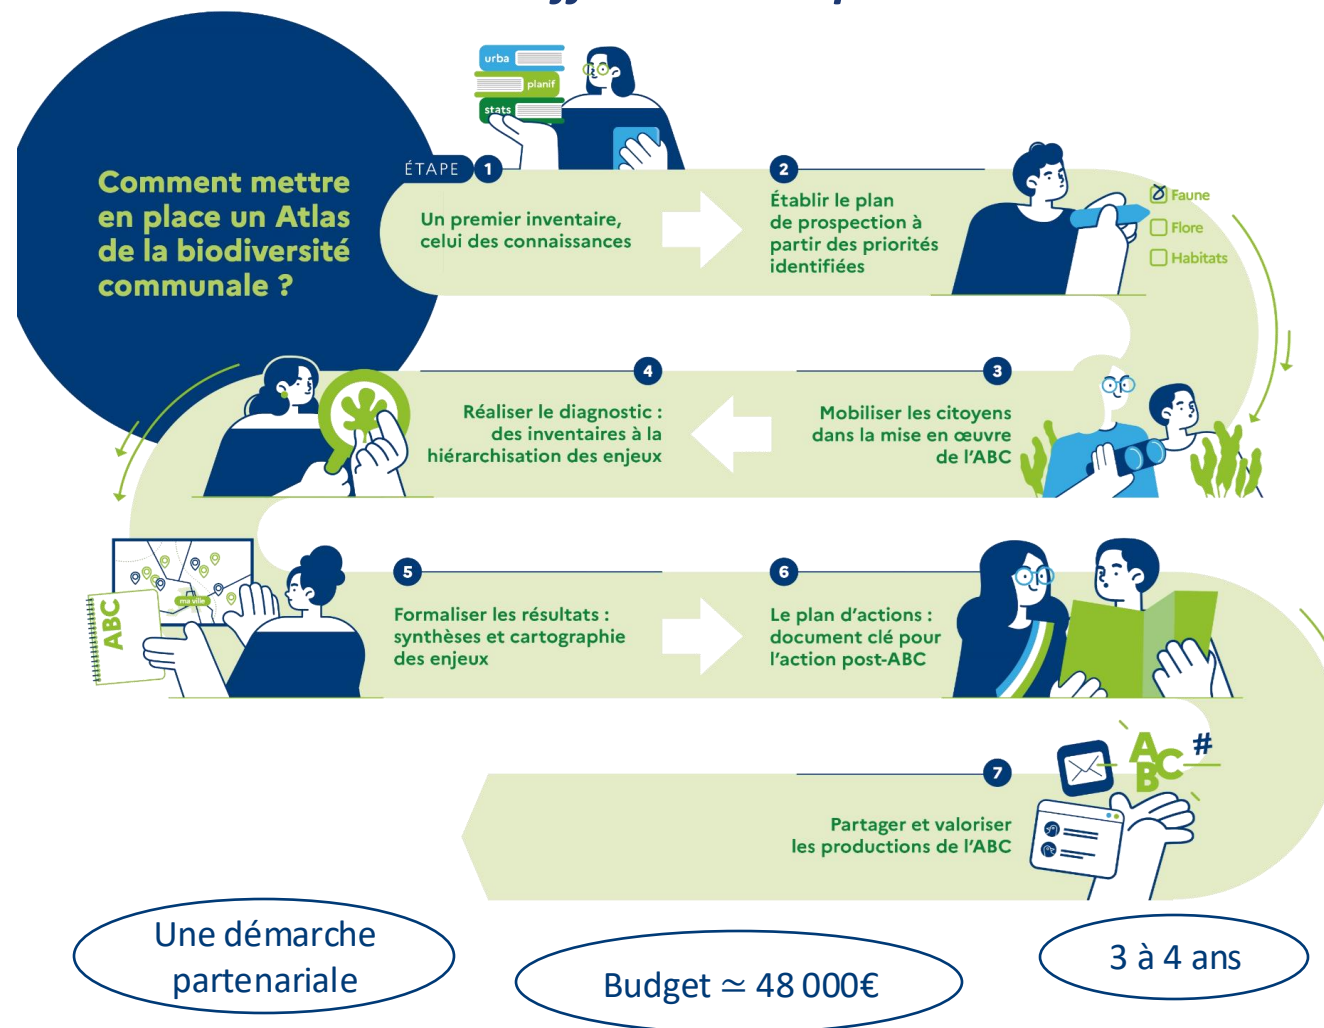 urba
planif
stats
Comment mettre
en place un Atlas
de la biodiversité
communale ?
ÉTAPE 1
Un premier inventaire,
celui des connaissances
2
Établir le plan
de prospection à
partir des priorités
identifiées
Faune
Flore
Habitats
3
Mobiliser les citoyens
dans la mise en œuvre
de l'ABC
4
Réaliser le diagnostic :
des inventaires à la
hiérarchisation des enjeux
ABC
ma ville
5
Formaliser les résultats :
synthèses et cartographie
des enjeux
6
Le plan d'actions :
document clé pour
l'action post-ABC
ABC #
7
Partager et valoriser
les productions de l'ABC
Une démarche
partenariale
Budget ≃ 48 000€
3 à 4 ans